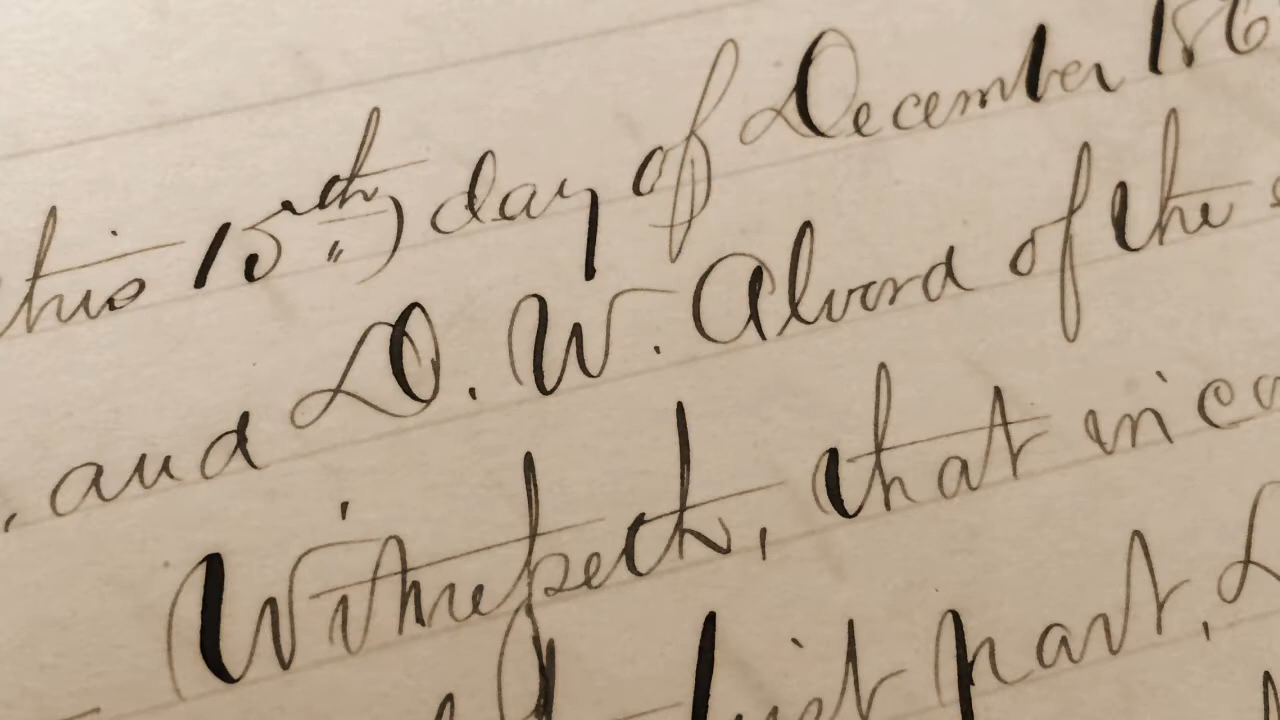 this 15th) day of December 186
, and D. W. Alvord of the
Witnesseth, that in co
first part,